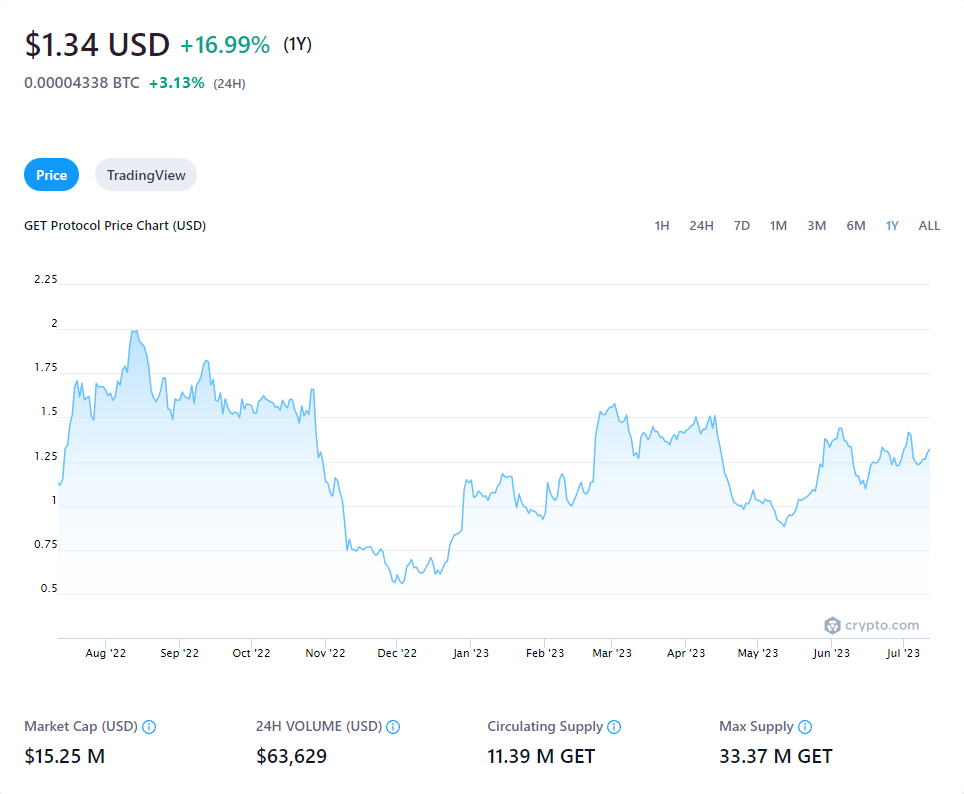 $1.34 USD +16.99% (1Y)
0.00004338 BTC +3.13% (24H)
Price TradingView
GET Protocol Price Chart (USD) 1H 24H 7D 1M 3M 6M 1Y ALL
2.25
2
1.75
1.5
1.25
1
0.75
0.5
crypto.com
Aug '22 Sep '22 Oct '22 Nov '22 Dec '22 Jan '23 Feb '23 Mar '23 Apr '23 May '23 Jun '23 Jul '23
Market Cap (USD) 24H VOLUME (USD) Circulating Supply Max Supply
$15.25 M $63,629 11.39 M GET 33.37 M GET